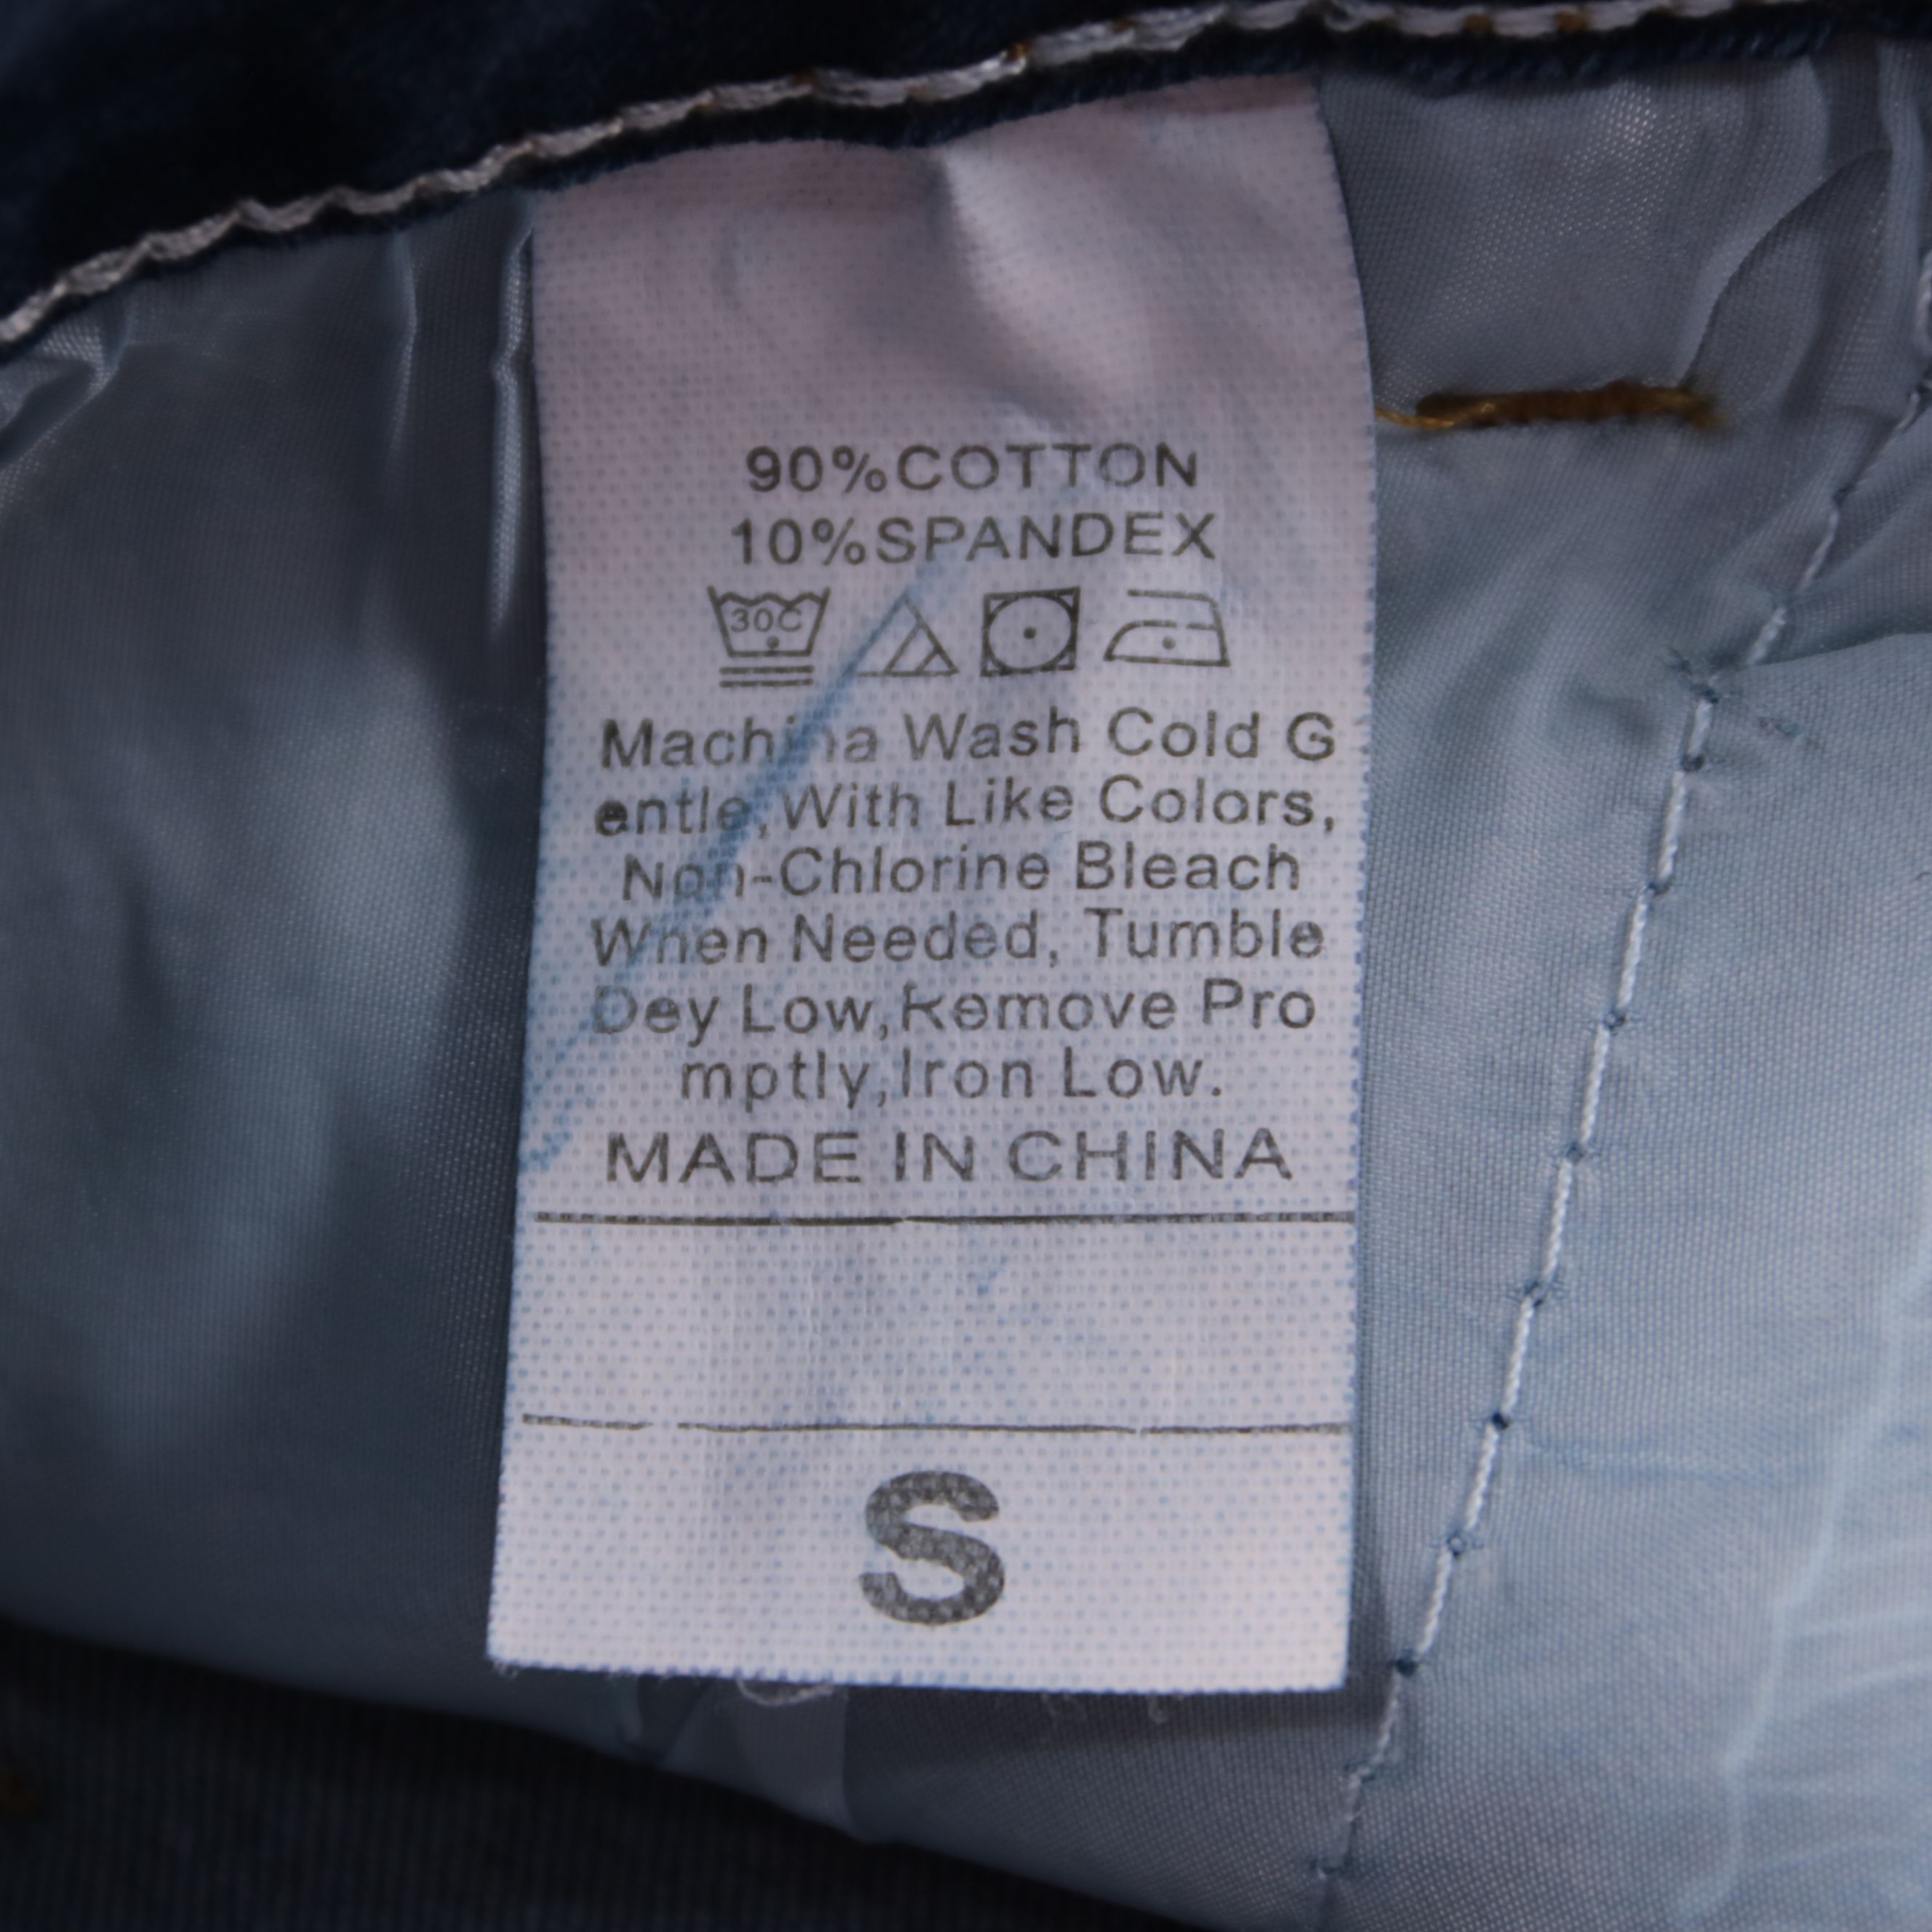 90%COTTON
10%SPANDEX
30C
Machina Wash Cold G
entle,With Like Colors,
Non-Chlorine Bleach
When Needed, Tumble
Dey Low,Remove Pro
mptly,Iron Low.
MADE IN CHINA
S